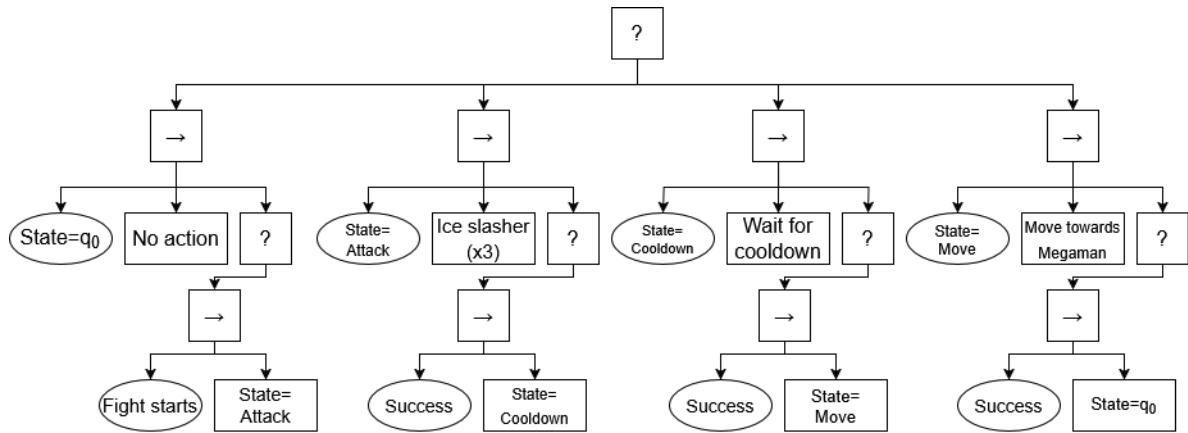 ?
→
→
→
→
State=q₀
No action
?
State=
Attack
Ice slasher
(x3)
?
State=
Cooldown
Wait for
cooldown
?
State=
Move
Move towards
Megaman
?
→
→
→
→
Fight starts
State=
Attack
Success
State=
Cooldown
Success
State=
Move
Success
State=q₀